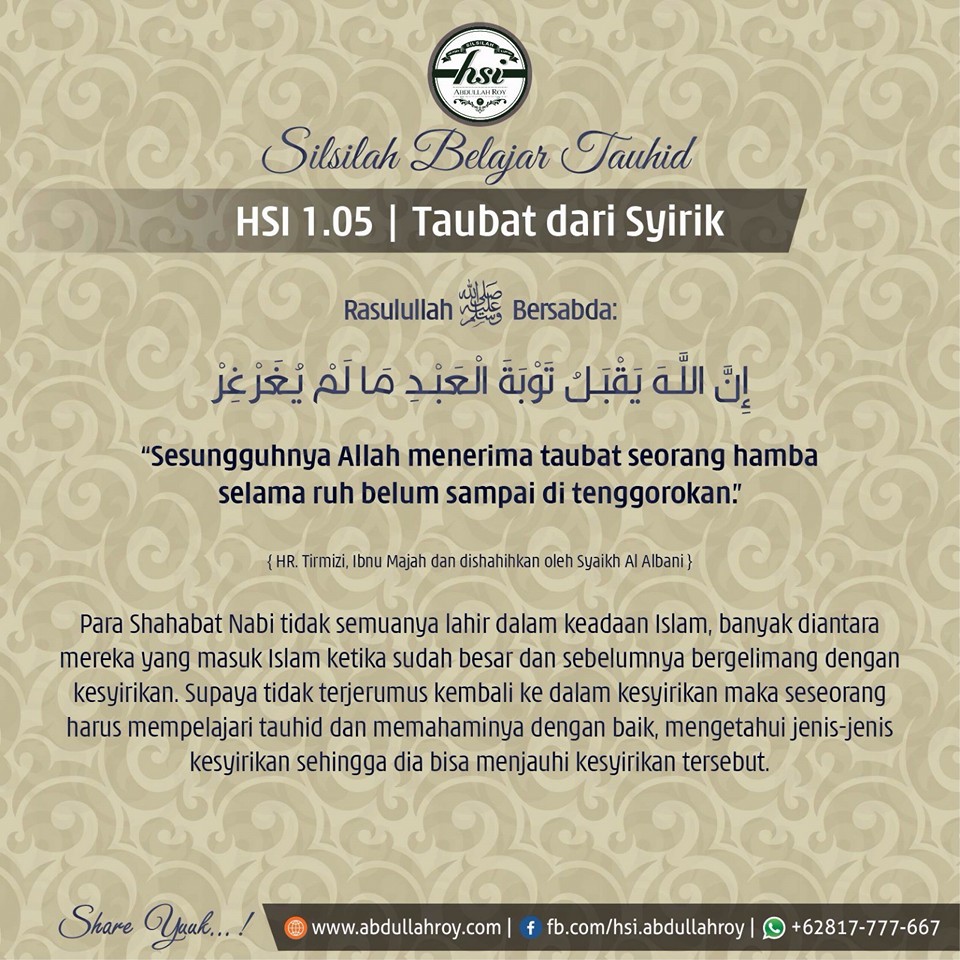 SILSILAH
hsi
ABDULLAH ROY
Silsilah Belajar Tauhid
HSI 1.05 | Taubat dari Syirik
Rasulullah ﷺ Bersabda:
إِنَّ اللَّهَ يَقْبَلُ تَوْبَةَ الْعَبْدِ مَا لَمْ يُغَرْغِرْ
“Sesungguhnya Allah menerima taubat seorang hamba
selama ruh belum sampai di tenggorokan.”
{ HR. Tirmizi, Ibnu Majah dan dishahihkan oleh Syaikh Al Albani }
Para Shahabat Nabi tidak semuanya lahir dalam keadaan Islam, banyak diantara
mereka yang masuk Islam ketika sudah besar dan sebelumnya bergelimang dengan
kesyirikan. Supaya tidak terjerumus kembali ke dalam kesyirikan maka seseorang
harus mempelajari tauhid dan memahaminya dengan baik, mengetahui jenis-jenis
kesyirikan sehingga dia bisa menjauhi kesyirikan tersebut.
Share Yuuk... ! www.abdullahroy.com | fb.com/hsi.abdullahroy | +62817-777-667